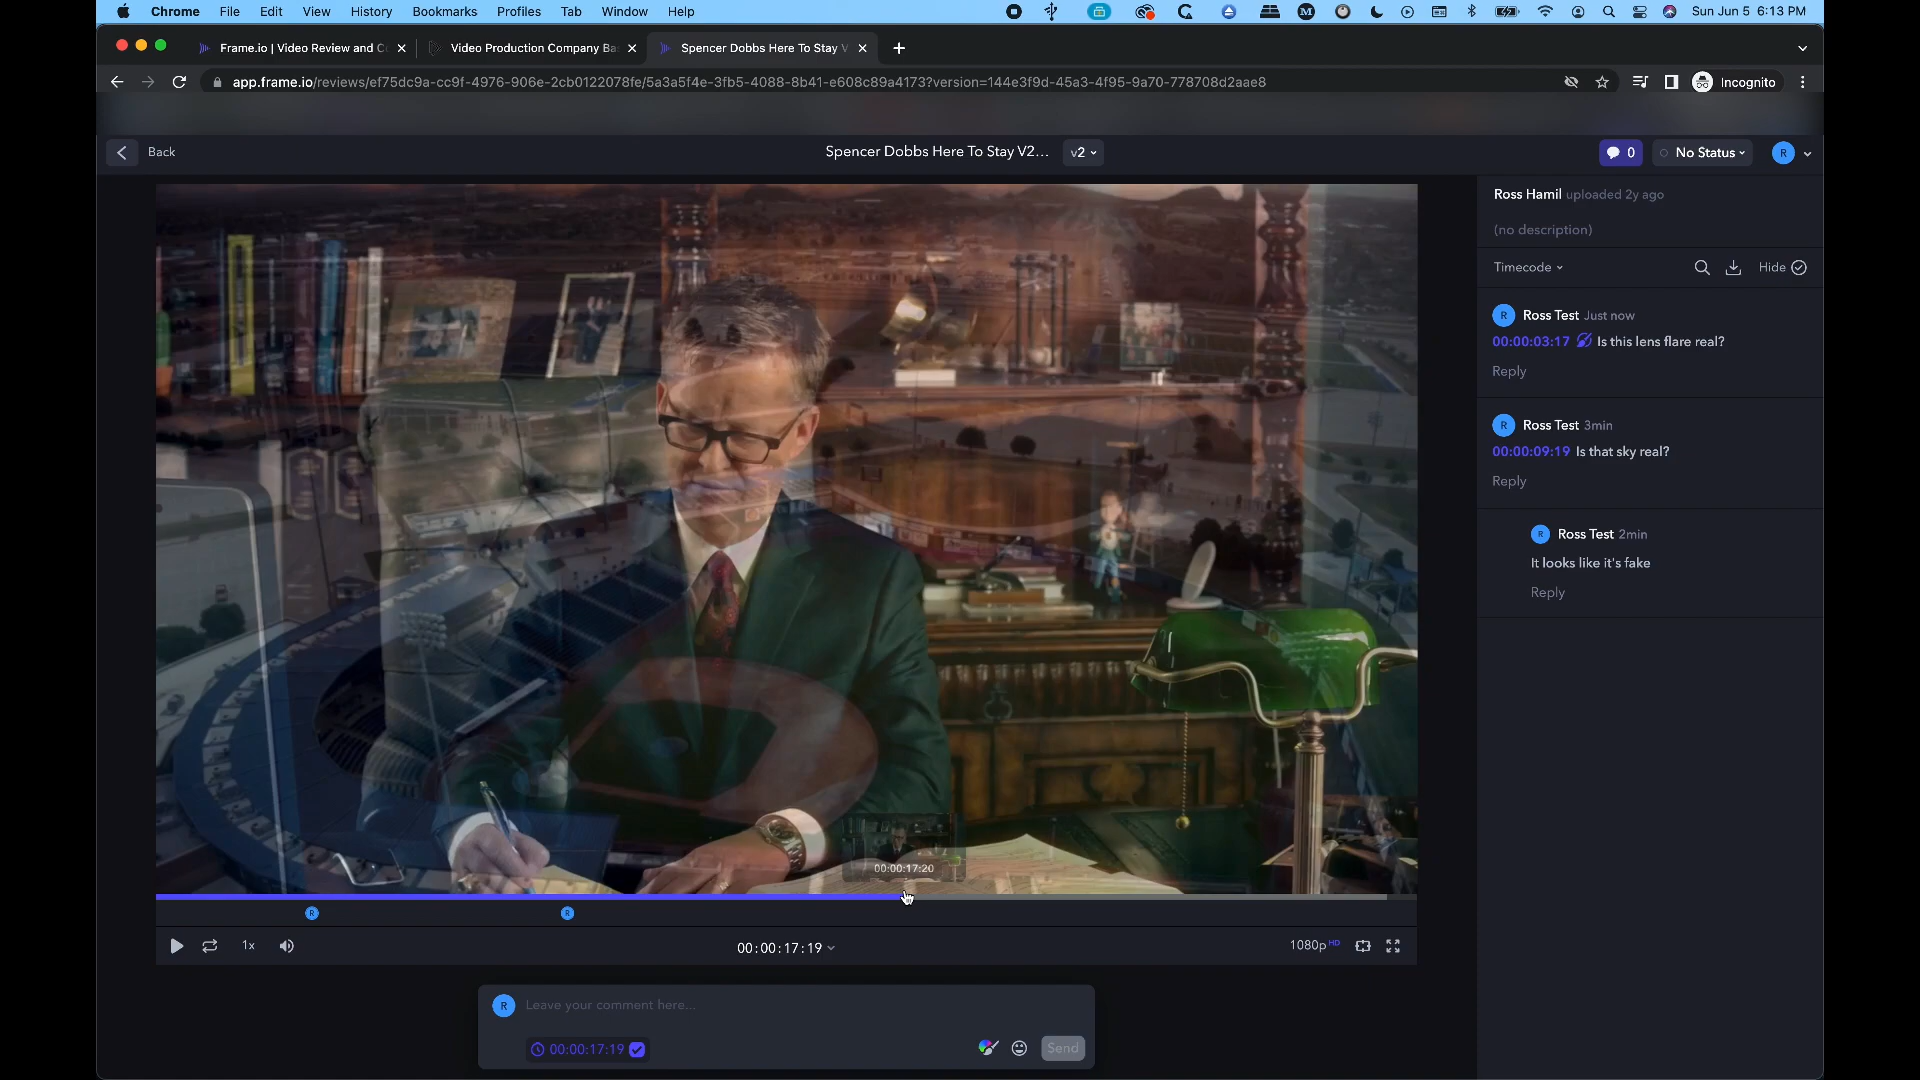 Chrome File Edit View History Bookmarks Profiles Tab Window Help Sun Jun 5 6:13 PM
Frame.io | Video Review and C Video Production Company Ba Spencer Dobbs Here To Stay V
app.frame.io/reviews/ef75dc9a-cc9f-4976-906e-2cb0122078fe/5a3a5f4e-3fb5-4088-8b41-e608c89a4173?version=144e3f9d-45a3-4f95-9a70-778708d2aae8 Incognito
Back Spencer Dobbs Here To Stay V2... v2 0 No Status R
Ross Hamil uploaded 2y ago
(no description)
Timecode Hide
R Ross Test Just now
00:00:03:17 Is this lens flare real?
Reply
R Ross Test 3min
00:00:09:19 Is that sky real?
Reply
R Ross Test 2min
It looks like it's fake
Reply
00:00:17:20
R R
1x 00:00:17:19 1080p HD
R Leave your comment here...
00:00:17:19 Send